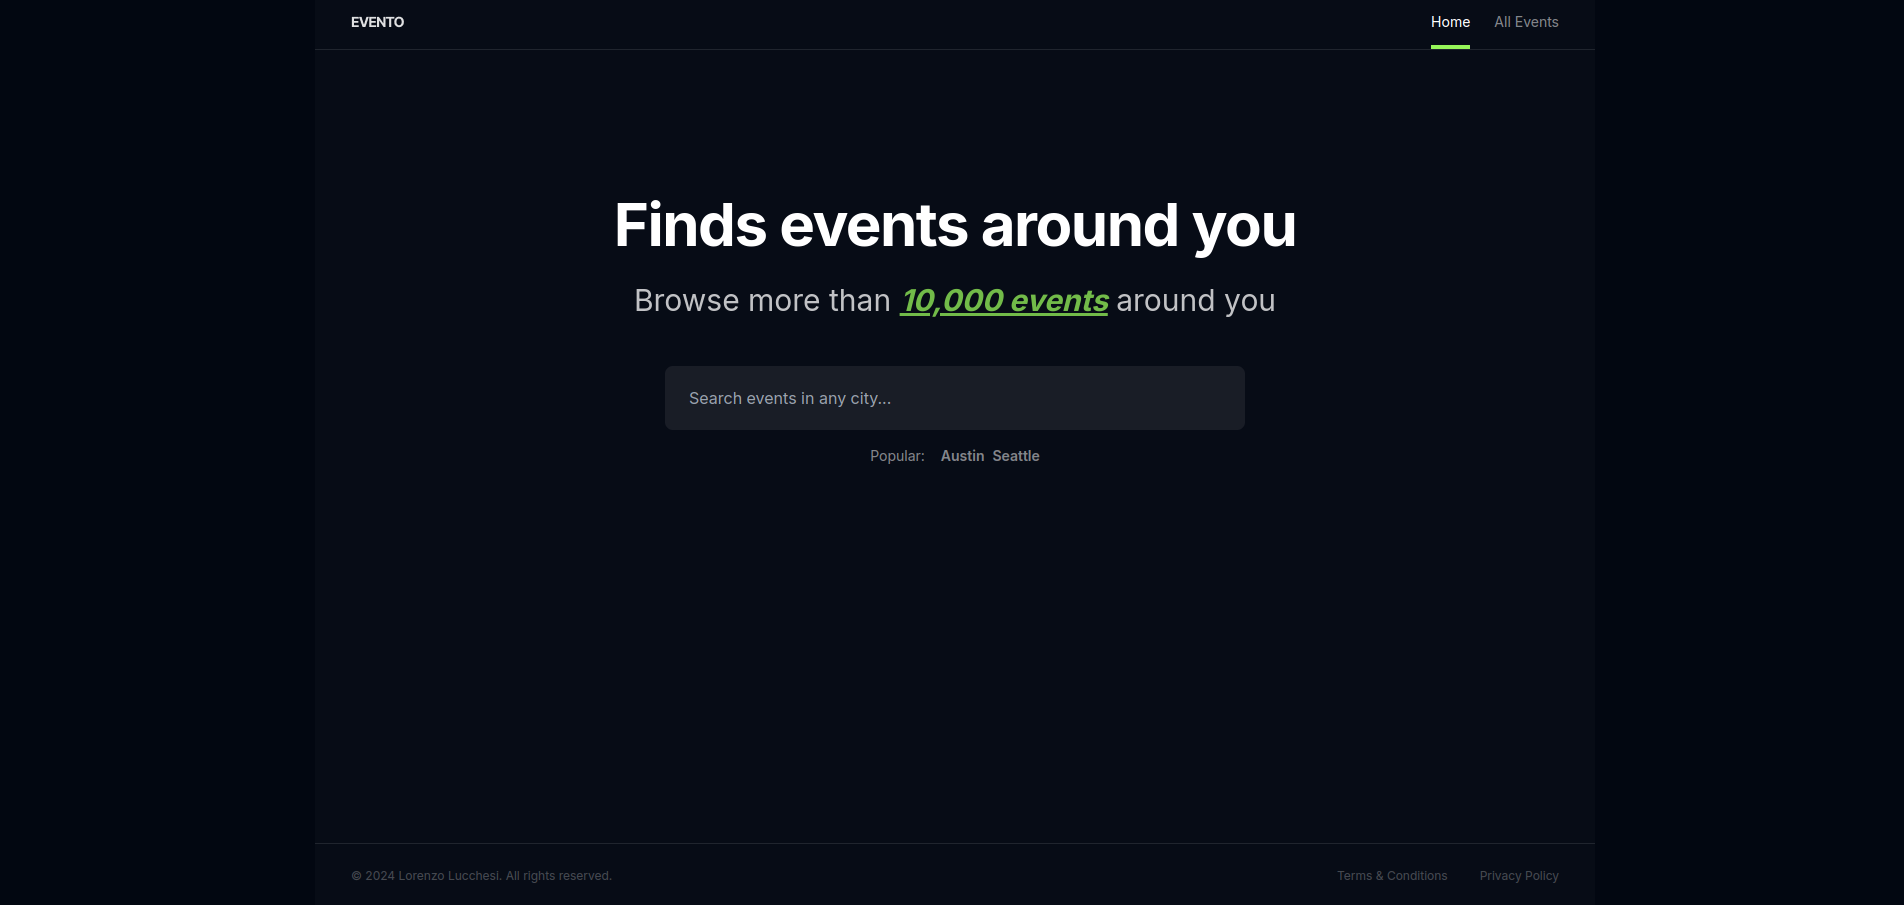 EVENTO
Home All Events
Finds events around you
Browse more than 10,000 events around you
Search events in any city...
Popular: Austin Seattle
© 2024 Lorenzo Lucchesi. All rights reserved.
Terms & Conditions Privacy Policy